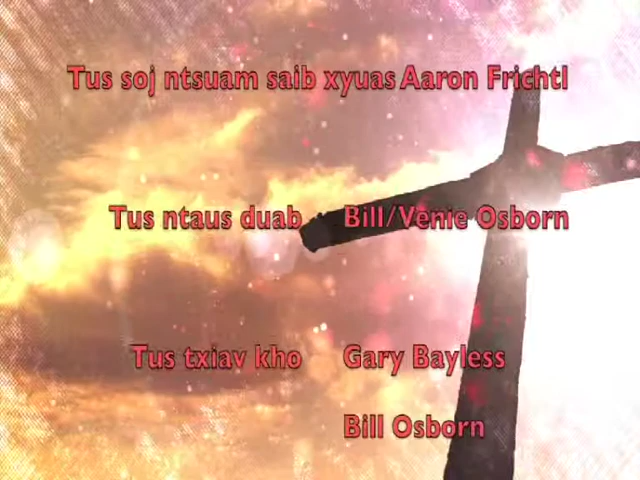 Tus soj ntsuam saib xyuas Aaron Frichtl
Tus ntaus duab Bill/Venie Osborn
Tus txiav kho Gary Bayless
Bill Osborn